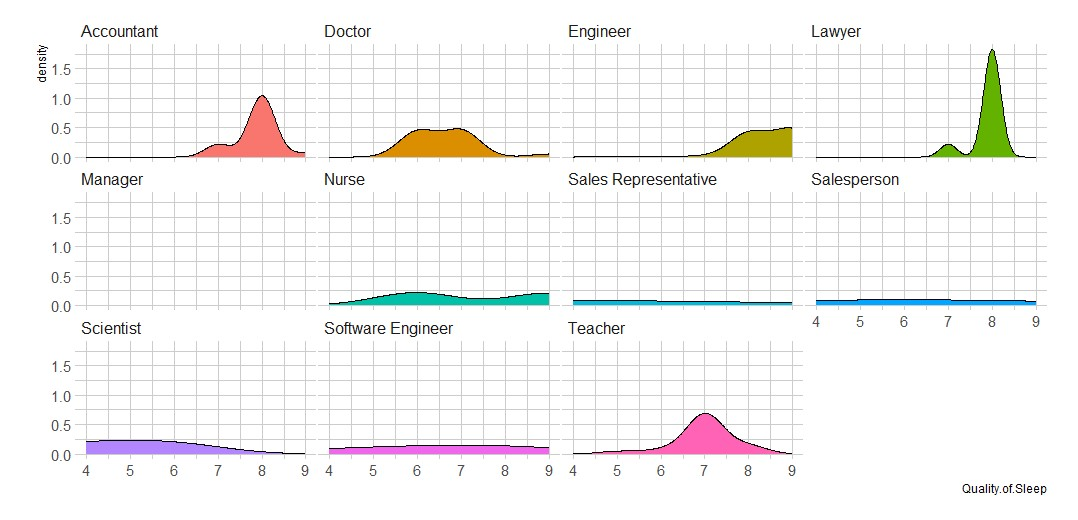 Accountant Doctor Engineer Lawyer
density
1.5
1.0
0.5
0.0
Manager Nurse Sales Representative Salesperson
1.5
1.0
0.5
0.0
4 5 6 7 8 9
Scientist Software Engineer Teacher
1.5
1.0
0.5
0.0
4 5 6 7 8 9 4 5 6 7 8 9 4 5 6 7 8 9
Quality.of.Sleep